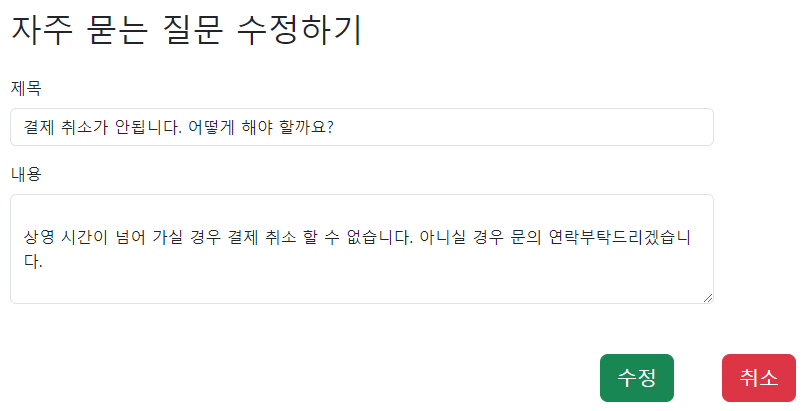 자주 묻는 질문 수정하기
제목
결제 취소가 안됩니다. 어떻게 해야 할까요?
내용
상영 시간이 넘어 가실 경우 결제 취소 할 수 없습니다. 아니실 경우 문의 연락부탁드리겠습니
다.
수정 취소